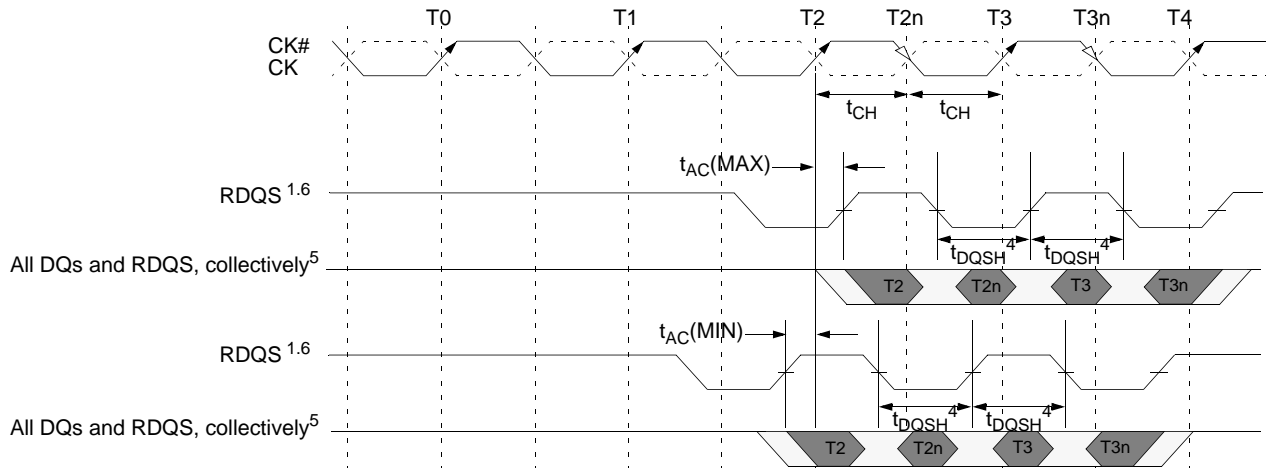 T0 T1 T2 T2n T3 T3n T4
CK#
CK
tCH tCH
tAC(MAX)
RDQS 1.6
tDQSH4 tDQSH4
All DQs and RDQS, collectively5
T2 T2n T3 T3n
tAC(MIN)
RDQS 1.6
tDQSH4 tDQSH4
All DQs and RDQS, collectively5
T2 T2n T3 T3n